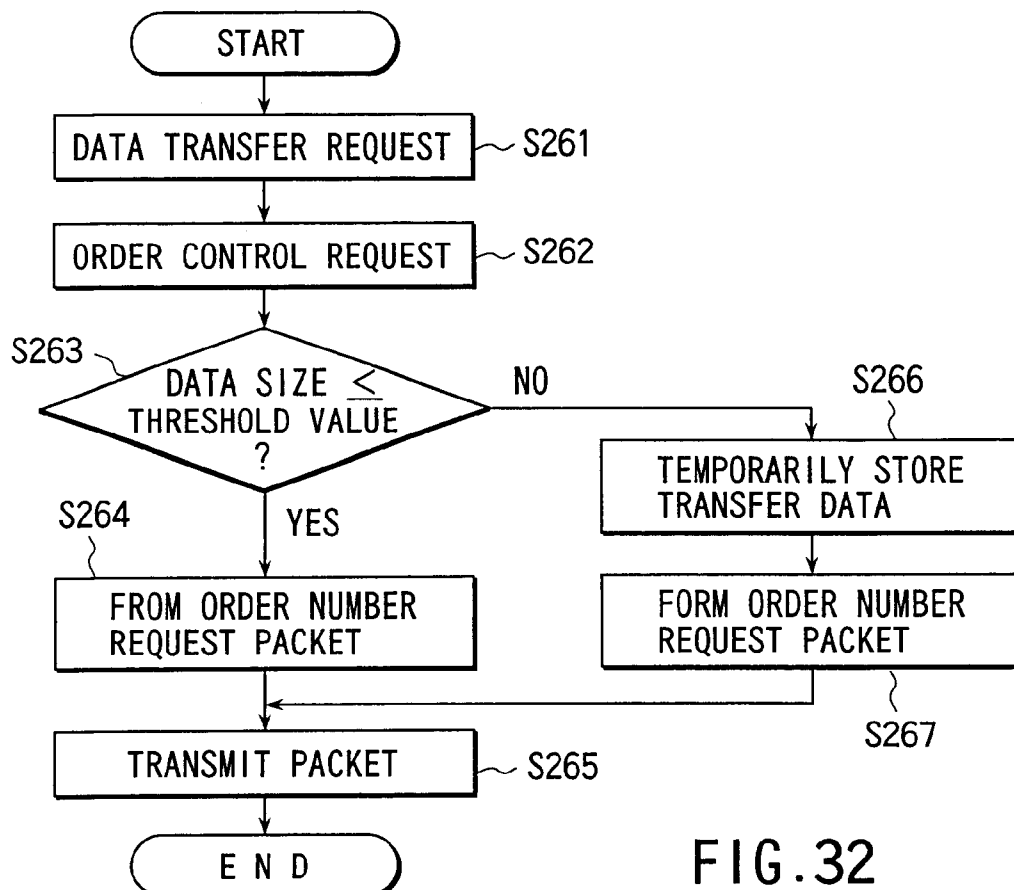 START
DATA TRANSFER REQUEST
S261
ORDER CONTROL REQUEST
S262
S263
DATA SIZE ≤
THRESHOLD VALUE
?
NO
YES
S266
TEMPORARILY STORE
TRANSFER DATA
S264
FROM ORDER NUMBER
REQUEST PACKET
FORM ORDER NUMBER
REQUEST PACKET
S267
TRANSMIT PACKET
S265
END
FIG.32